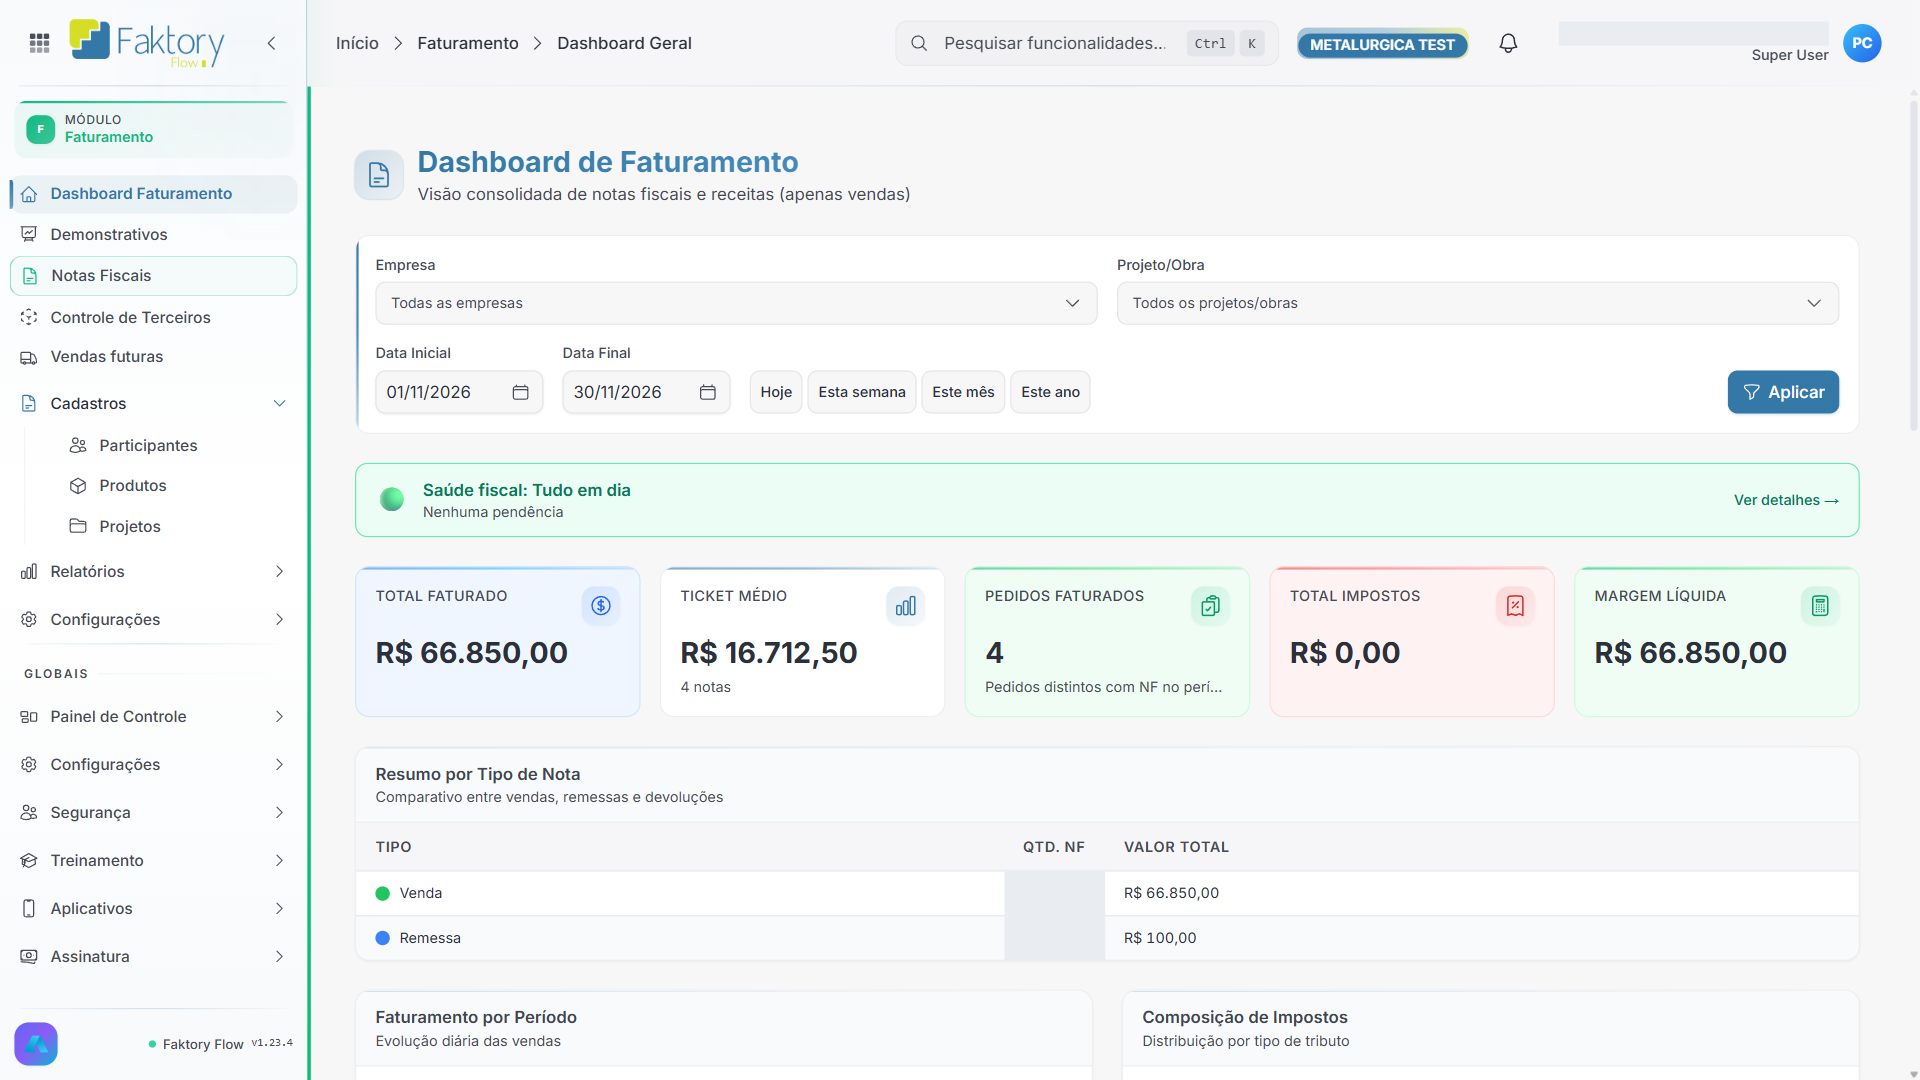 Faktory
Flow
Início
Faturamento
Dashboard Geral
Pesquisar funcionalidades...
Ctrl
K
METALURGICA TEST
Super User
PC
F
MÓDULO
Faturamento
Dashboard Faturamento
Demonstrativos
Notas Fiscais
Controle de Terceiros
Vendas futuras
Cadastros
Participantes
Produtos
Projetos
Relatórios
Configurações
GLOBAIS
Painel de Controle
Configurações
Segurança
Treinamento
Aplicativos
Assinatura
Faktory Flow v1.23.4
Dashboard de Faturamento
Visão consolidada de notas fiscais e receitas (apenas vendas)
Empresa
Todas as empresas
Projeto/Obra
Todos os projetos/obras
Data Inicial
01/11/2026
Data Final
30/11/2026
Hoje
Esta semana
Este mês
Este ano
Aplicar
Saúde fiscal: Tudo em dia
Nenhuma pendência
Ver detalhes →
TOTAL FATURADO
R$ 66.850,00
TICKET MÉDIO
R$ 16.712,50
4 notas
PEDIDOS FATURADOS
4
Pedidos distintos com NF no perí...
TOTAL IMPOSTOS
R$ 0,00
MARGEM LÍQUIDA
R$ 66.850,00
Resumo por Tipo de Nota
Comparativo entre vendas, remessas e devoluções
TIPO
QTD. NF
VALOR TOTAL
Venda
R$ 66.850,00
Remessa
R$ 100,00
Faturamento por Período
Evolução diária das vendas
Composição de Impostos
Distribuição por tipo de tributo